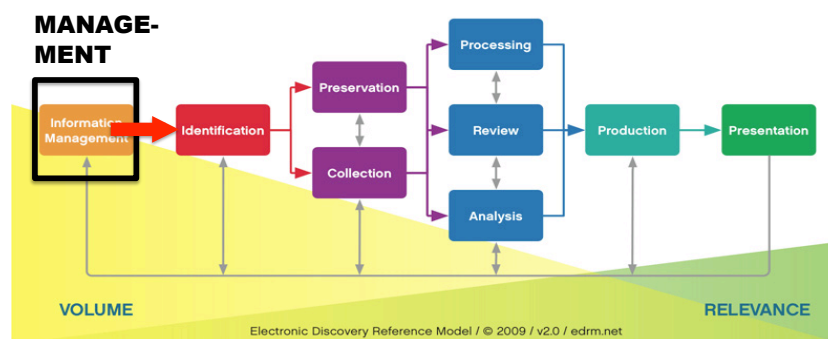 MANAGE-
MENT
Information
Management
Identification
Preservation
Collection
Processing
Review
Analysis
Production
Presentation
VOLUME
RELEVANCE
Electronic Discovery Reference Model / © 2009 / v2.0 / edrm.net